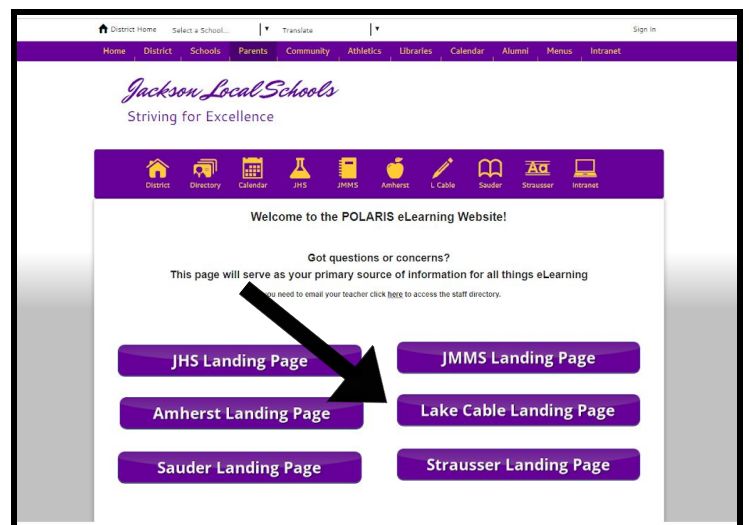 District Home Select a School... Translate Sign In
Home District Schools Parents Community Athletics Libraries Calendar Alumni Menus Intranet
Jackson Local Schools
Striving for Excellence
District Directory Calendar JHS JMMS Amherst L Cable Sauder Strausser Intranet
Welcome to the POLARIS eLearning Website!
Got questions or concerns?
This page will serve as your primary source of information for all things eLearning
you need to email your teacher click here to access the staff directory.
JHS Landing Page JMMS Landing Page
Amherst Landing Page Lake Cable Landing Page
Sauder Landing Page Strausser Landing Page